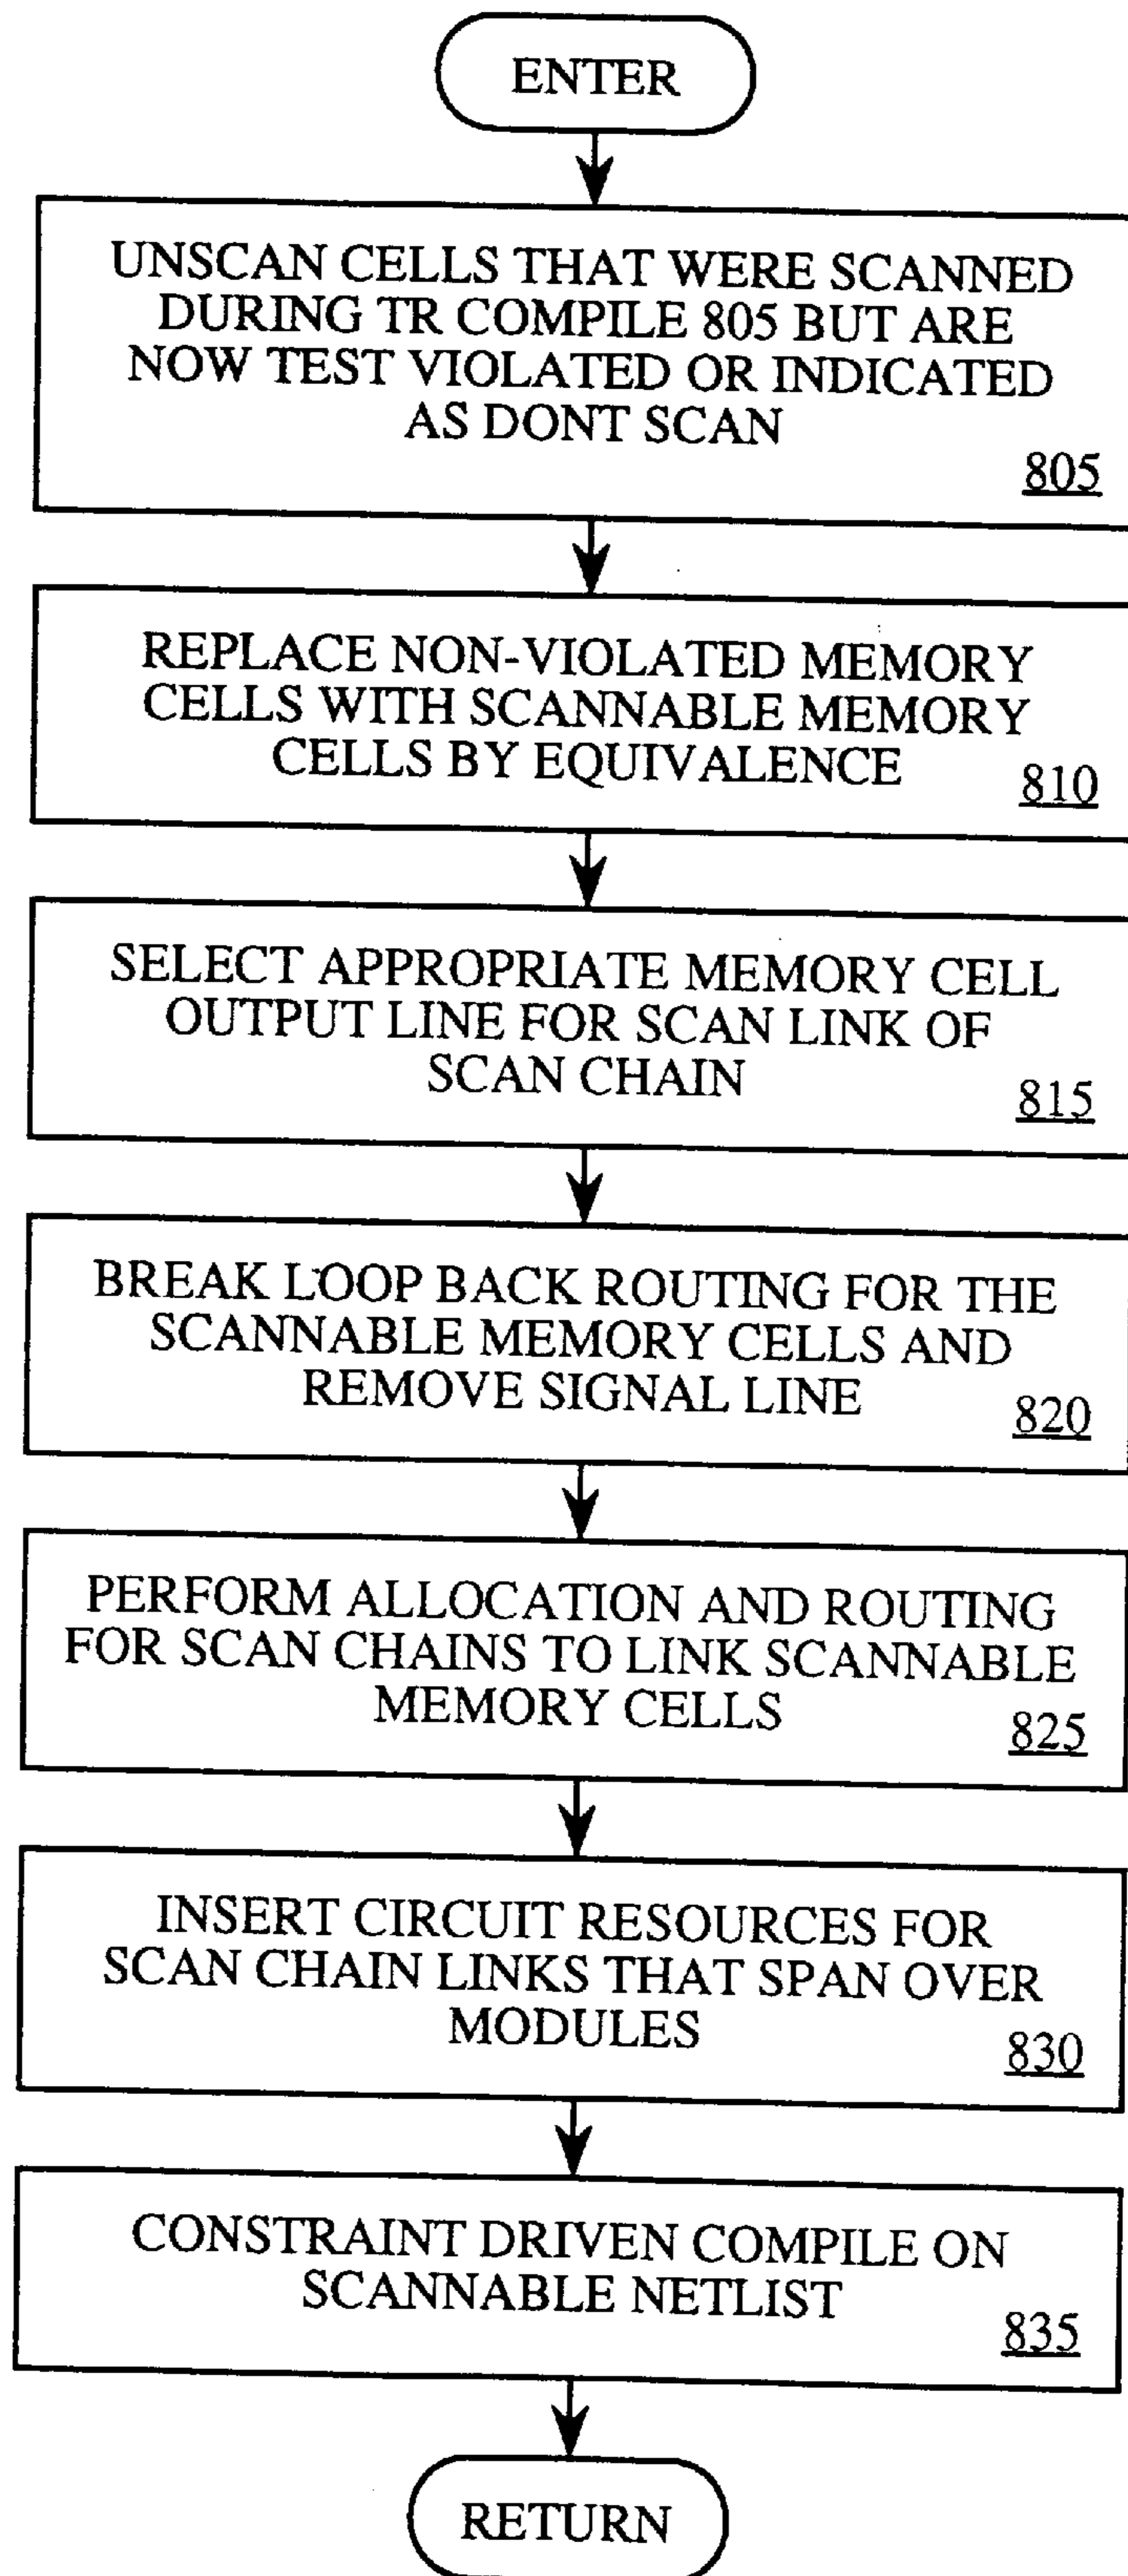 ENTER
UNSCAN CELLS THAT WERE SCANNED
DURING TR COMPILE 805 BUT ARE
NOW TEST VIOLATED OR INDICATED
AS DONT SCAN
805
REPLACE NON-VIOLATED MEMORY
CELLS WITH SCANNABLE MEMORY
CELLS BY EQUIVALENCE
810
SELECT APPROPRIATE MEMORY CELL
OUTPUT LINE FOR SCAN LINK OF
SCAN CHAIN
815
BREAK LOOP BACK ROUTING FOR THE
SCANNABLE MEMORY CELLS AND
REMOVE SIGNAL LINE
820
PERFORM ALLOCATION AND ROUTING
FOR SCAN CHAINS TO LINK SCANNABLE
MEMORY CELLS
825
INSERT CIRCUIT RESOURCES FOR
SCAN CHAIN LINKS THAT SPAN OVER
MODULES
830
CONSTRAINT DRIVEN COMPILE ON
SCANNABLE NETLIST
835
RETURN